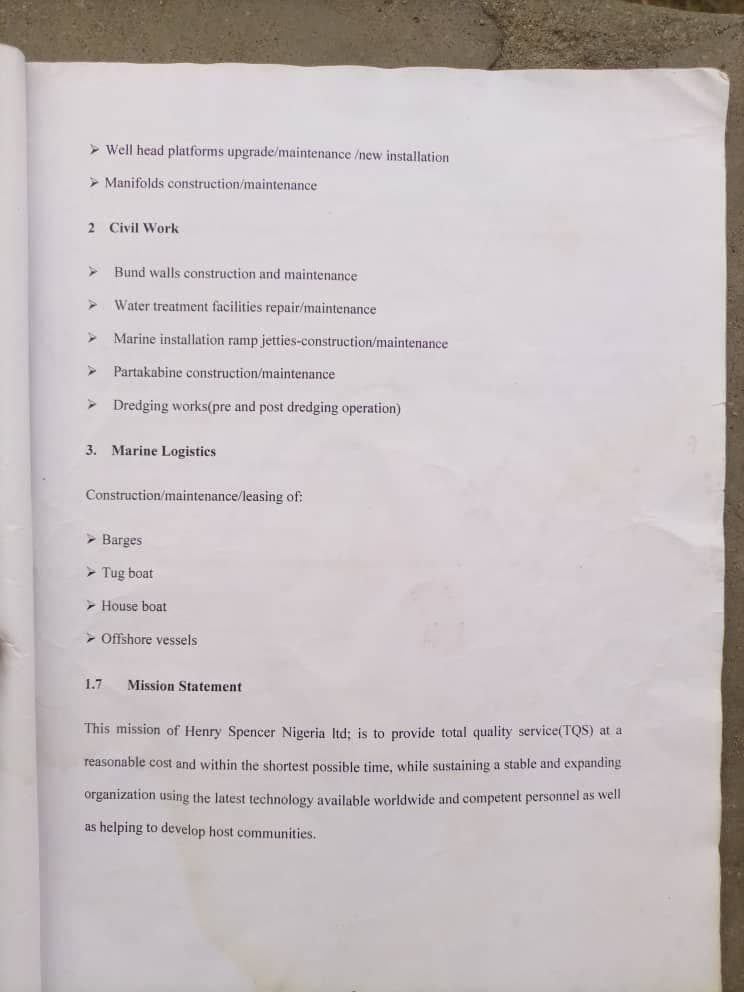 ➢ Well head platforms upgrade/maintenance /new installation
➢ Manifolds construction/maintenance
2 Civil Work
➢ Bund walls construction and maintenance
➢ Water treatment facilities repair/maintenance
➢ Marine installation ramp jetties-construction/maintenance
➢ Partakabine construction/maintenance
➢ Dredging works(pre and post dredging operation)
3. Marine Logistics
Construction/maintenance/leasing of:
➢ Barges
➢ Tug boat
➢ House boat
➢ Offshore vessels
1.7 Mission Statement
This mission of Henry Spencer Nigeria ltd; is to provide total quality service(TQS) at a
reasonable cost and within the shortest possible time, while sustaining a stable and expanding
organization using the latest technology available worldwide and competent personnel as well
as helping to develop host communities.